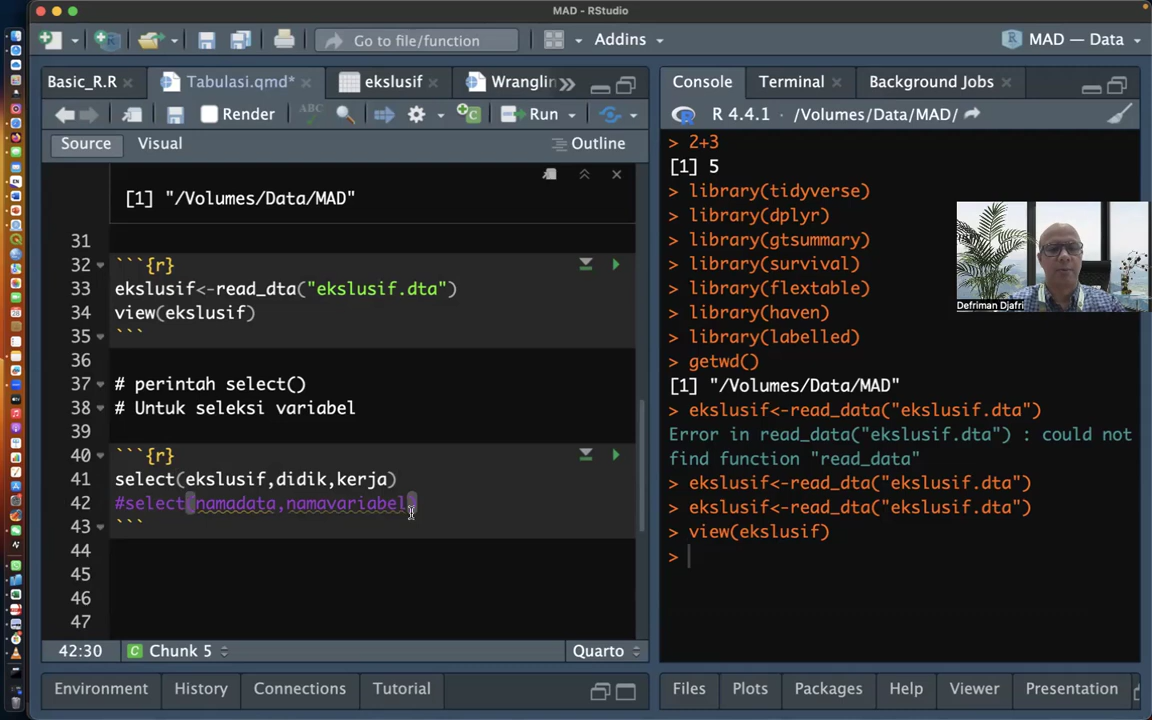 MAD - RStudio
Go to file/function
Addins
MAD — Data
Basic_R.R
Tabulasi.qmd*
ekslusif
Wranglin
Render
ABC
Run
Source
Visual
Outline
[1] "/Volumes/Data/MAD"
31
32 ```{r}
33 ekslusif<-read_dta("ekslusif.dta")
34 view(ekslusif)
35 ```
36
37 # perintah select()
38 # Untuk seleksi variabel
39
40 ```{r}
41 select(ekslusif,didik,kerja)
42 #select(namadata,namavariabel)
43 ```
44
45
46
47
42:30
Chunk 5
Quarto
Environment
History
Connections
Tutorial
Console
Terminal
Background Jobs
R 4.4.1 · /Volumes/Data/MAD/
> 2+3
[1] 5
> library(tidyverse)
> library(dplyr)
> library(gtsummary)
> library(survival)
> library(flextable)
> library(haven)
> library(labelled)
> getwd()
[1] "/Volumes/Data/MAD"
> ekslusif<-read_data("ekslusif.dta")
Error in read_data("ekslusif.dta") : could not
find function "read_data"
> ekslusif<-read_dta("ekslusif.dta")
> ekslusif<-read_dta("ekslusif.dta")
> view(ekslusif)
>
Defriman Djafri
Files
Plots
Packages
Help
Viewer
Presentation